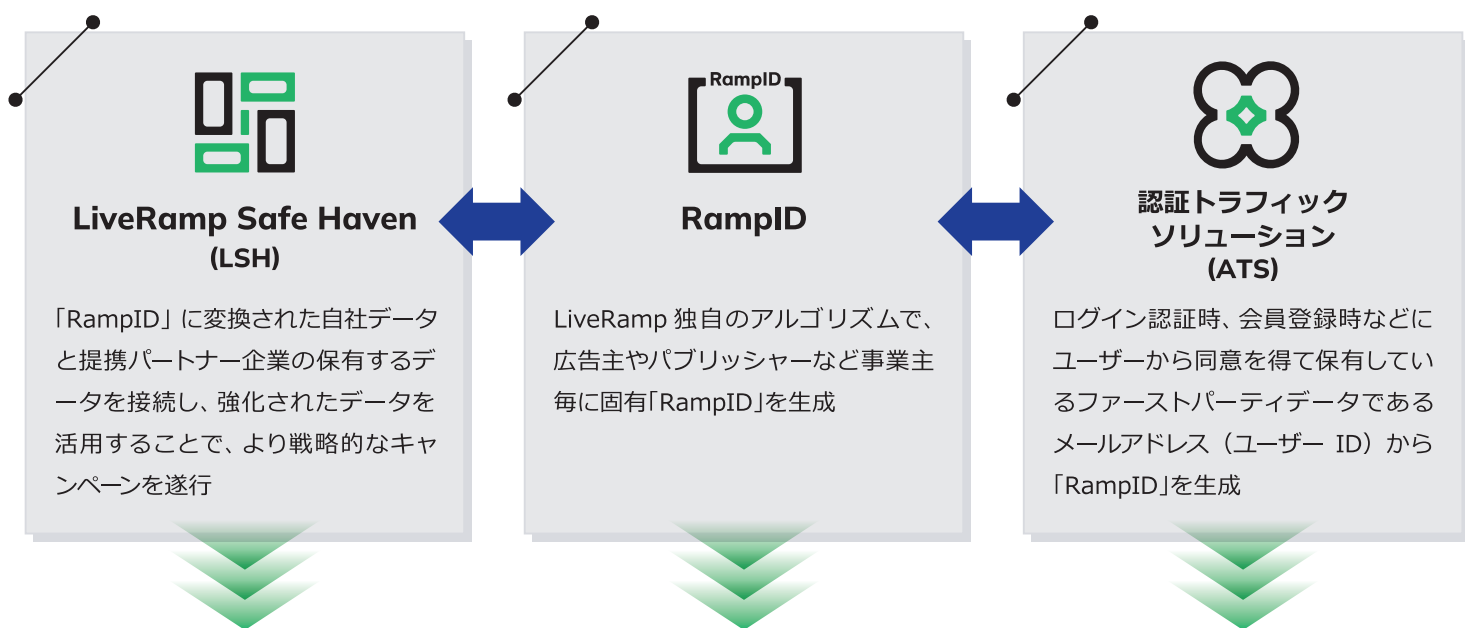 LiveRamp Safe Haven
(LSH)
「RampID」に変換された自社データ
と提携パートナー企業の保有するデ
ータを接続し、強化されたデータを
活用することで、より戦略的なキャ
ンペーンを遂行
RampID
RampID
LiveRamp 独自のアルゴリズムで、
広告主やパブリッシャーなど事業主
毎に固有「RampID」を生成
認証トラフィック
ソリューション
(ATS)
ログイン認証時、会員登録時などに
ユーザーから同意を得て保有してい
るファーストパーティデータである
メールアドレス（ユーザー ID）から
「RampID」を生成